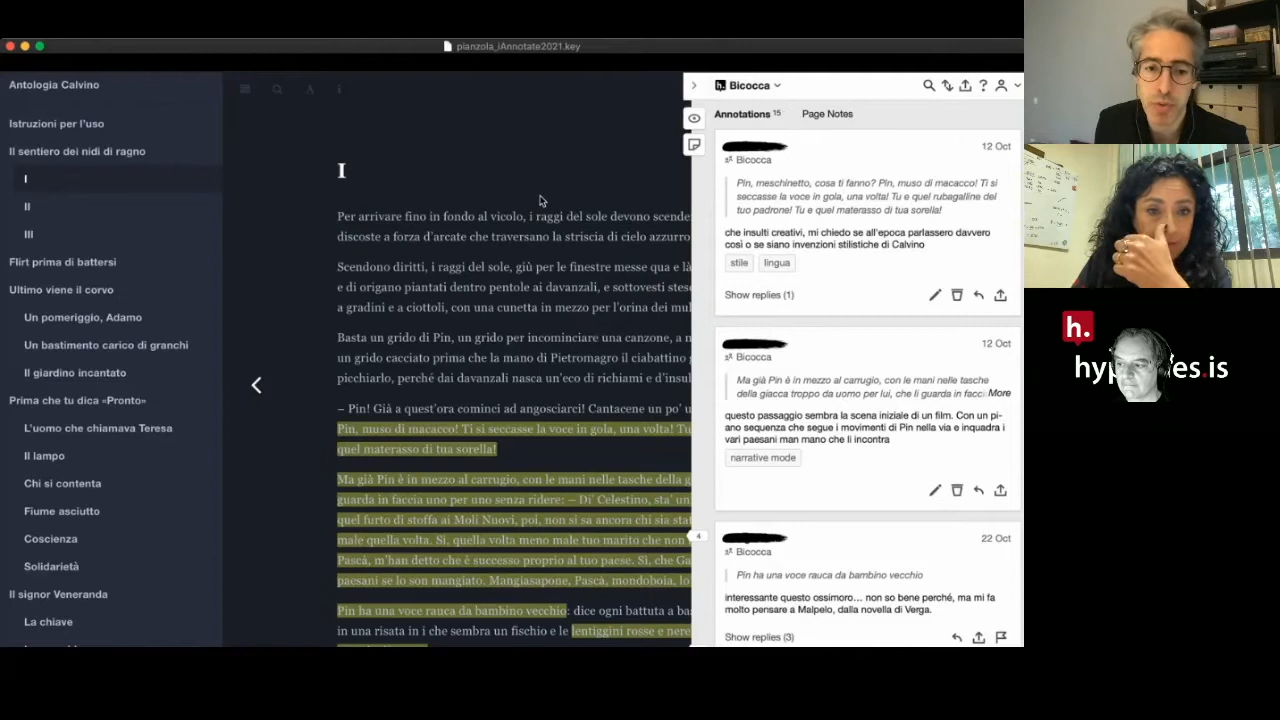 pianzola_iAnnotate2021.key
Antologia Calvino
Istruzioni per l'uso
Il sentiero dei nidi di ragno
I
II
III
Flirt prima di battersi
Ultimo viene il corvo
Un pomeriggio, Adamo
Un bastimento carico di granchi
Il giardino incantato
Prima che tu dica «Pronto»
L'uomo che chiamava Teresa
Il lampo
Chi si contenta
Fiume asciutto
Coscienza
Solidarietà
Il signor Veneranda
La chiave
I
Per arrivare fino in fondo al vicolo, i raggi del sole devono scende
discoste a forza d'arcate che traversano la striscia di cielo azzurro
Scendono diritti, i raggi del sole, giù per le finestre messe qua e là
e di origano piantati dentro pentole ai davanzali, e sottovesti stese
a gradini e a ciottoli, con una cunetta in mezzo per l'orina dei mul
Basta un grido di Pin, un grido per incominciare una canzone, a n
un grido cacciato prima che la mano di Pietromagro il ciabattino
picchiarlo, perché dai davanzali nasca un'eco di richiami e d'insul
– Pin! Già a quest'ora cominci ad angosciarci! Cantacene un po' u
Pin, muso di macacco! Ti si seccasse la voce in gola, una volta! Tu
quel materasso di tua sorella!
Ma già Pin è in mezzo al carrugio, con le mani nelle tasche della g
guarda in faccia uno per uno senza ridere: – Di' Celestino, sta' un
quel furto di stoffa ai Moli Nuovi, poi, non si sa ancora chi sia stat
male quella volta. Sì, quella volta meno male tuo marito che non
Pascà, m'han detto che è successo proprio al tuo paese. Sì, che Ga
paesani se lo son mangiato. Mangiasapone, Pascà, mondoboia, lo
Pin ha una voce rauca da bambino vecchio: dice ogni battuta a ba
in una risata in i che sembra un fischio e le lentiggini rosse e nere
Bicocca
Annotations 15 Page Notes
12 Oct
Bicocca
Pin, meschinetto, cosa ti fanno? Pin, muso di macacco! Ti si
seccasse la voce in gola, una volta! Tu e quel rubagalline del
tuo padrone! Tu e quel materasso di tua sorella!
che insulti creativi, mi chiedo se all'epoca parlassero davvero
così o se siano invenzioni stilistiche di Calvino
stile lingua
Show replies (1)
12 Oct
Bicocca
Ma già Pin è in mezzo al carrugio, con le mani nelle tasche
della giacca troppo da uomo per lui, che li guarda in facci More
questo passaggio sembra la scena iniziale di un film. Con un pi-
ano sequenza che segue i movimenti di Pin nella via e inquadra i
vari paesani man mano che li incontra
narrative mode
4
22 Oct
Bicocca
Pin ha una voce rauca da bambino vecchio
interessante questo ossimoro... non so bene perché, ma mi fa
molto pensare a Malpelo, dalla novella di Verga.
Show replies (3)
h.